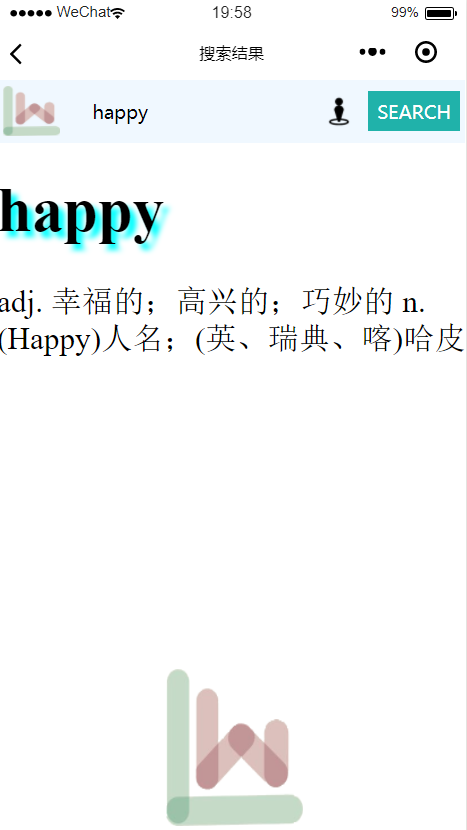 WeChat 19:58 99%
搜索结果
happy SEARCH
happy
adj. 幸福的；高兴的；巧妙的 n.
(Happy)人名；(英、瑞典、喀)哈皮